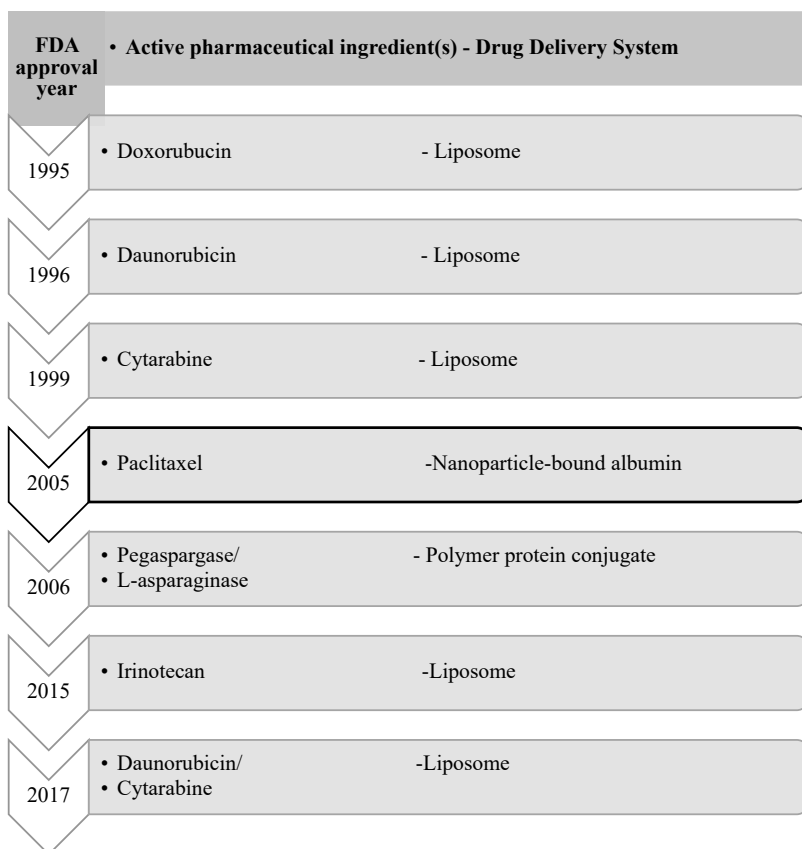 FDA
approval
year
• Active pharmaceutical ingredient(s) - Drug Delivery System
1995
• Doxorubucin - Liposome
1996
• Daunorubicin - Liposome
1999
• Cytarabine - Liposome
2005
• Paclitaxel -Nanoparticle-bound albumin
2006
• Pegaspargase/ - Polymer protein conjugate
• L-asparaginase
2015
• Irinotecan -Liposome
2017
• Daunorubicin/ -Liposome
• Cytarabine